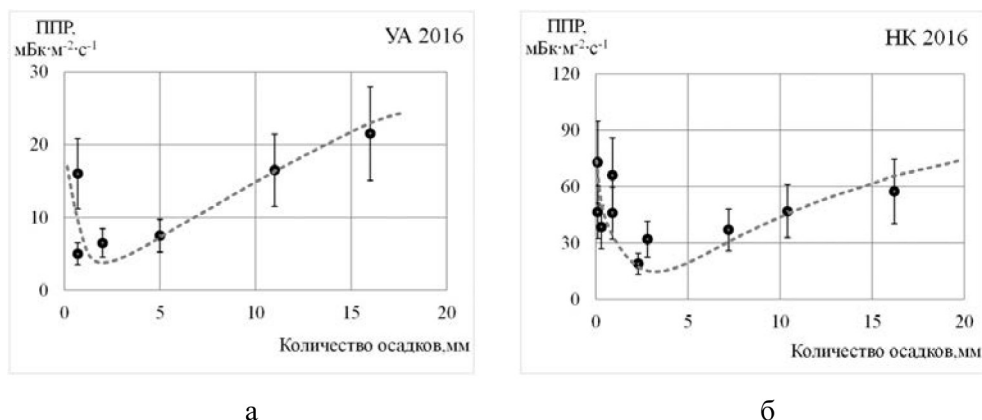 ППР,
мБк·м⁻²·с⁻¹
УА 2016
30
20
10
0
0 5 10 15 20
Количество осадков,мм
а
ППР,
мБк·м⁻²·с⁻¹
НК 2016
120
90
60
30
0
0 5 10 15 20
Количество осадков,мм
б